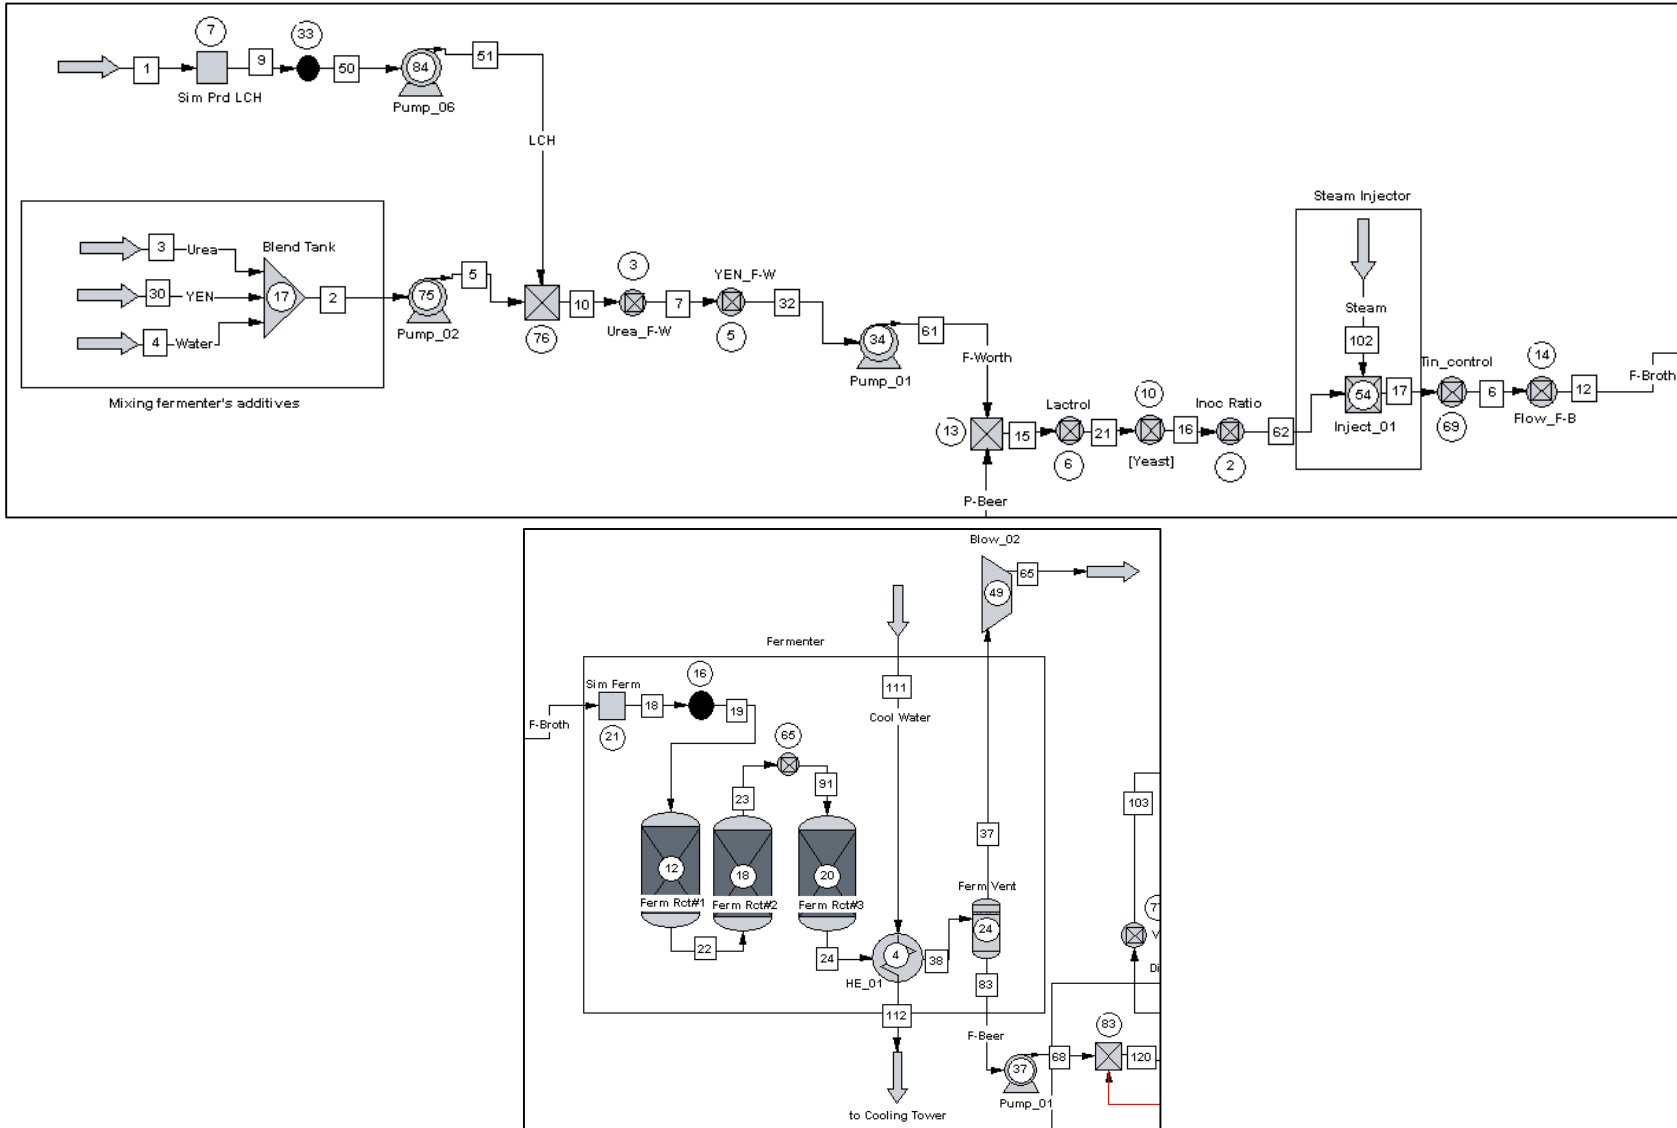 7
33
1
9
50
84
51
Sim Prd LCH
Pump_06
LCH
Steam Injector
3
Urea
Blend Tank
30
YEN
17
2
4
Water
Mixing fermenter's additives
75
5
Pump_02
76
10
3
Urea_F-W
7
YEN_F-W
5
32
34
61
Pump_01
F-Worth
13
15
Lactrol
21
6
10
[Yeast]
16
Inoc Ratio
2
62
P-Beer
Steam
102
54
Inject_01
17
Tin_control
69
6
14
Flow_F-B
12
F-Broth
Blow_02
65
49
Fermenter
111
Cool Water
Sim Ferm
16
F-Broth
18
19
21
65
23
91
12
18
20
Ferm Rct#1
Ferm Rct#2
Ferm Rct#3
22
24
4
HE_01
38
37
Ferm Vent
24
83
112
F-Beer
to Cooling Tower
37
Pump_01
68
83
120
103
Di